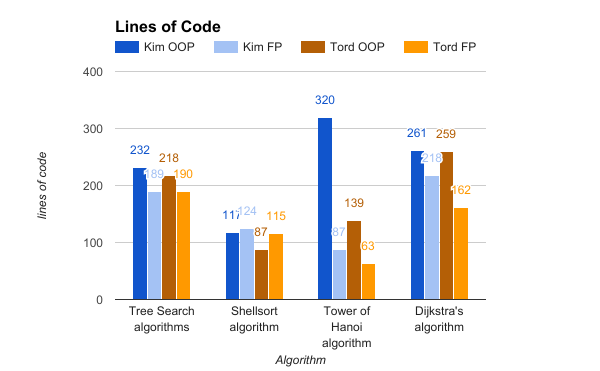 Lines of Code
Kim OOP Kim FP Tord OOP Tord FP
400
300
200
100
0
lines of code
232
189
218
190
117
124
87
115
320
87
139
63
261
218
259
162
Tree Search
algorithms
Shellsort
algorithm
Tower of
Hanoi
algorithm
Dijkstra's
algorithm
Algorithm